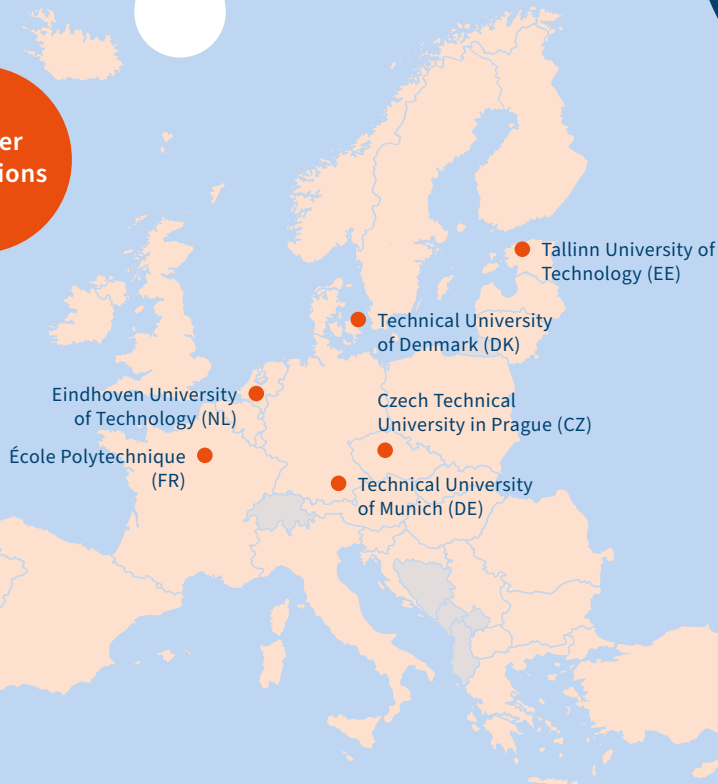 er
ions
Tallinn University of
Technology (EE)
Technical University
of Denmark (DK)
Eindhoven University
of Technology (NL)
Czech Technical
University in Prague (CZ)
École Polytechnique
(FR)
Technical University
of Munich (DE)